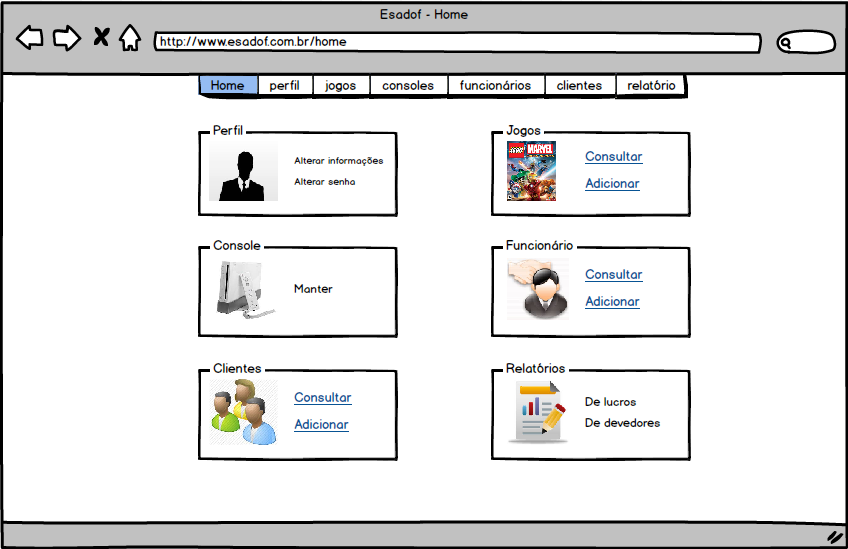 Esadof - Home
http://www.esadof.com.br/home
Home perfil jogos consoles funcionários clientes relatório
Perfil
Alterar informações
Alterar senha
Jogos
MARVEL
Consultar
Adicionar
Console
Manter
Funcionário
Consultar
Adicionar
Clientes
Consultar
Adicionar
Relatórios
De lucros
De devedores